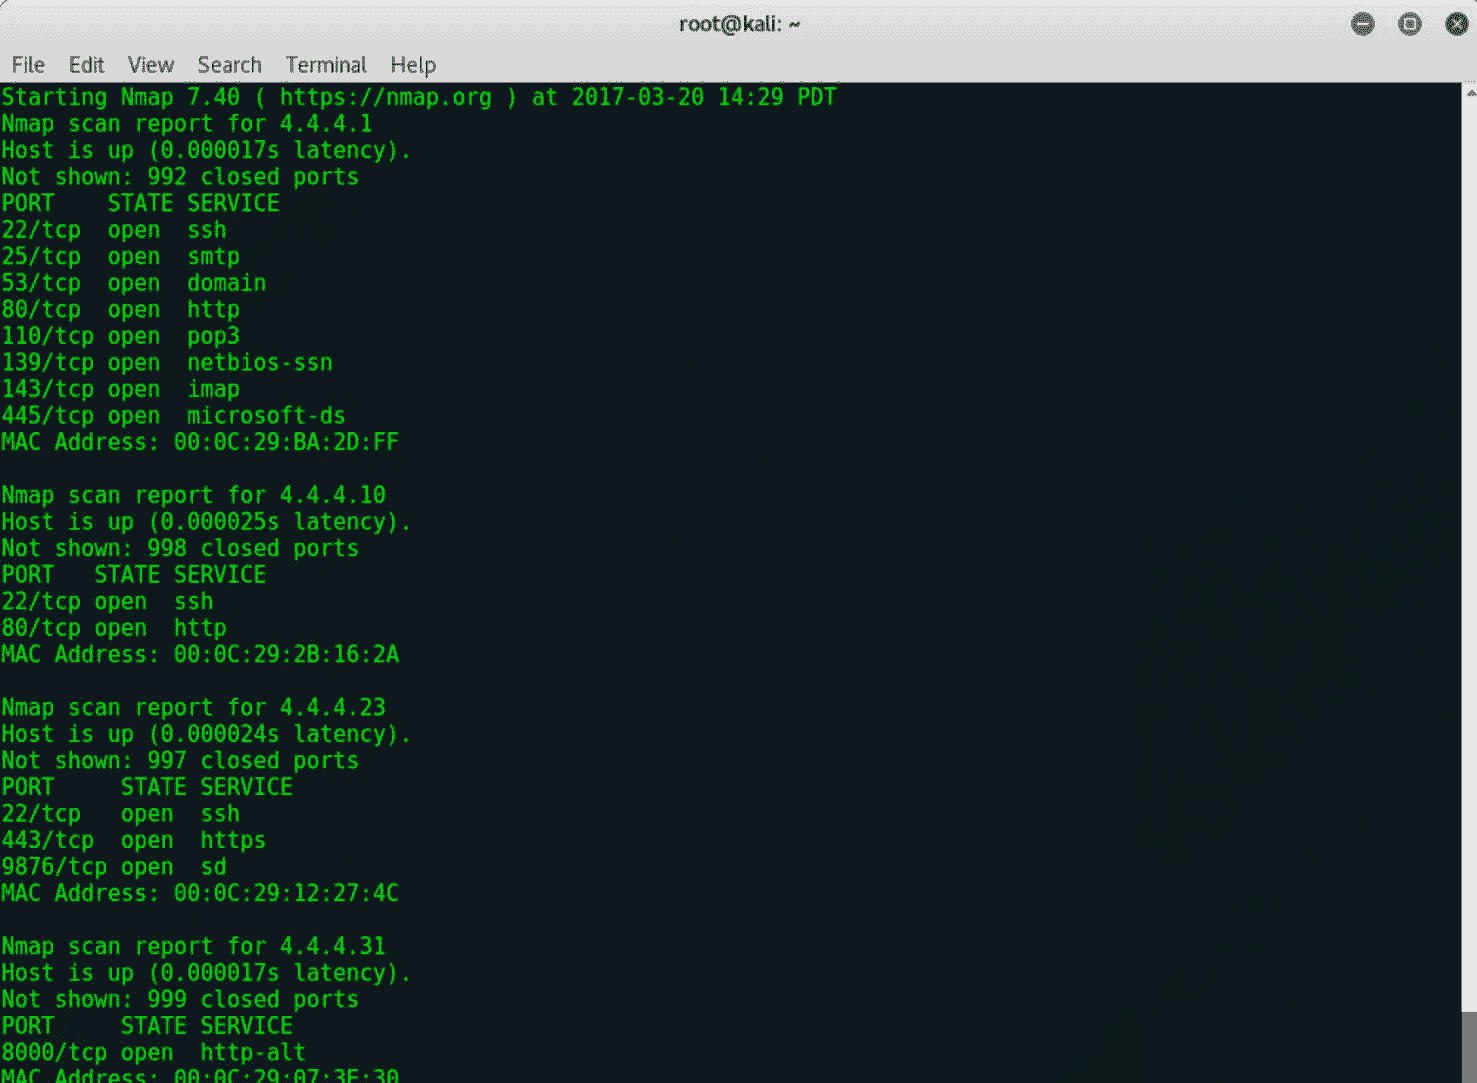 root@kali: ~
File Edit View Search Terminal Help
Starting Nmap 7.40 ( https://nmap.org ) at 2017-03-20 14:29 PDT
Nmap scan report for 4.4.4.1
Host is up (0.000017s latency).
Not shown: 992 closed ports
PORT    STATE SERVICE
22/tcp  open  ssh
25/tcp  open  smtp
53/tcp  open  domain
80/tcp  open  http
110/tcp open  pop3
139/tcp open  netbios-ssn
143/tcp open  imap
445/tcp open  microsoft-ds
MAC Address: 00:0C:29:BA:2D:FF
Nmap scan report for 4.4.4.10
Host is up (0.000025s latency).
Not shown: 998 closed ports
PORT   STATE SERVICE
22/tcp open  ssh
80/tcp open  http
MAC Address: 00:0C:29:2B:16:2A
Nmap scan report for 4.4.4.23
Host is up (0.000024s latency).
Not shown: 997 closed ports
PORT     STATE SERVICE
22/tcp   open  ssh
443/tcp  open  https
9876/tcp open  sd
MAC Address: 00:0C:29:12:27:4C
Nmap scan report for 4.4.4.31
Host is up (0.000017s latency).
Not shown: 999 closed ports
PORT     STATE SERVICE
8000/tcp open  http-alt
MAC Address: 00:0C:29:07:3E:30